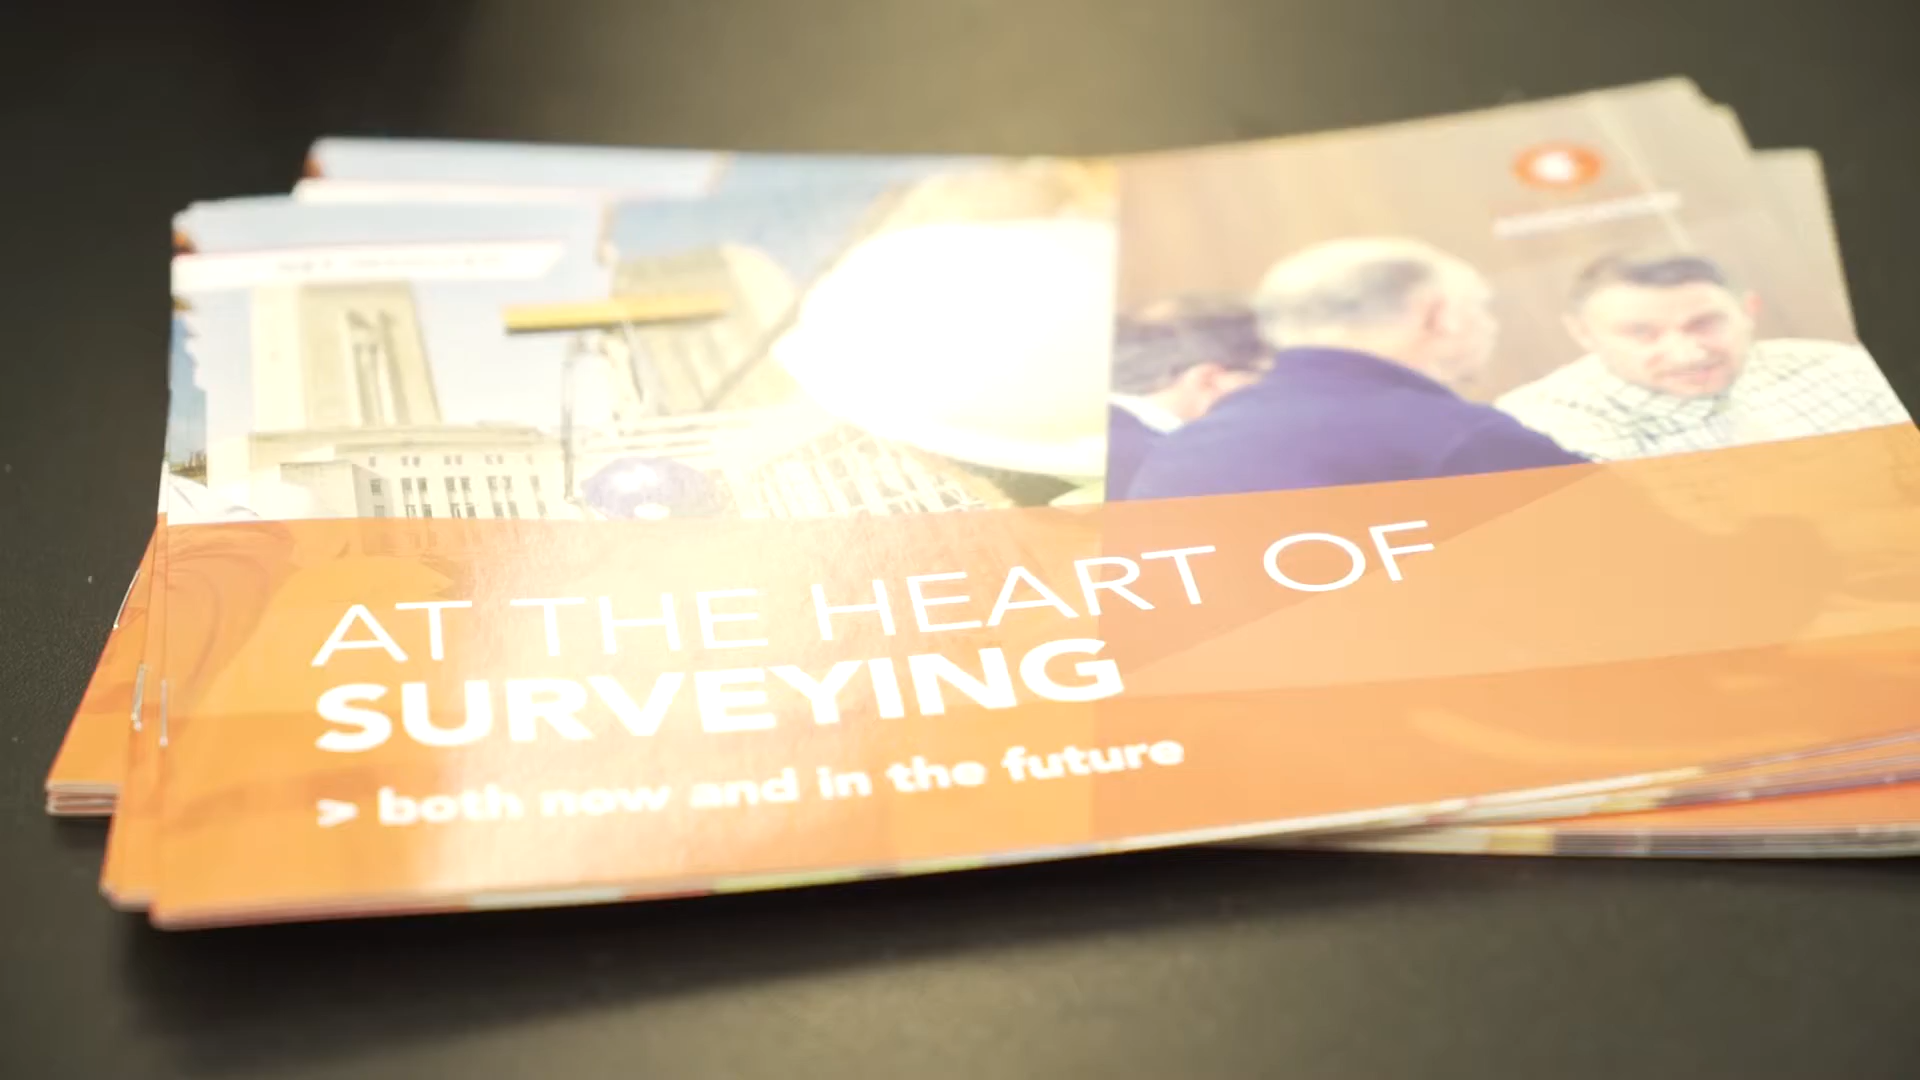 AT THE HEART OF
SURVEYING
> both now and in the future